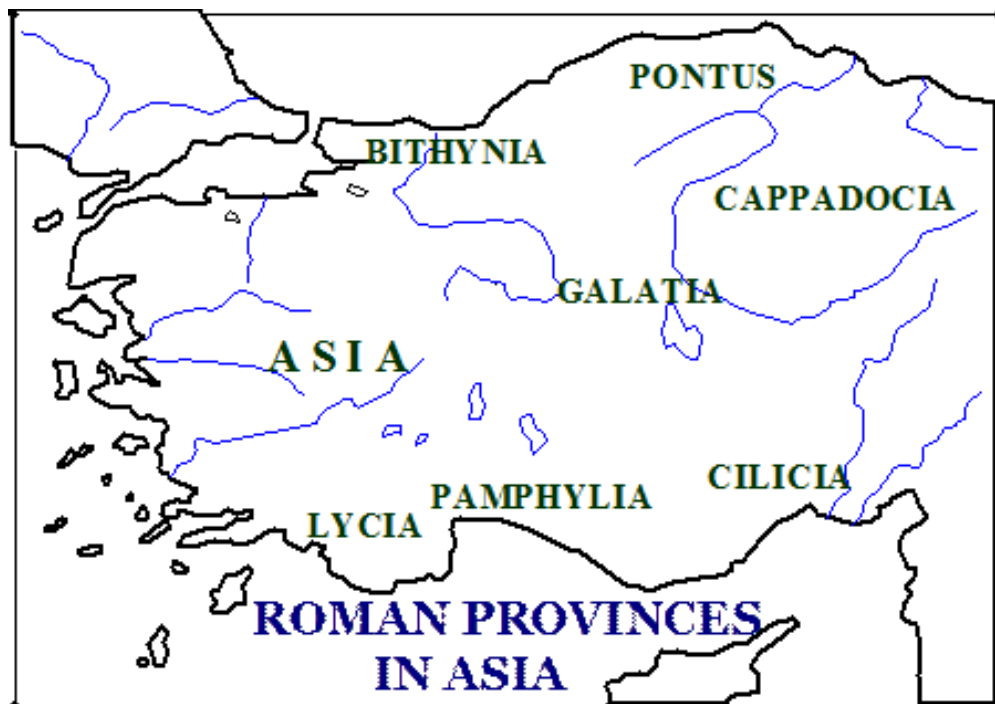 PONTUS
BITHYNIA
CAPPADOCIA
GALATIA
ASIA
CILICIA
PAMPHYLIA
LYCIA
ROMAN PROVINCES
IN ASIA